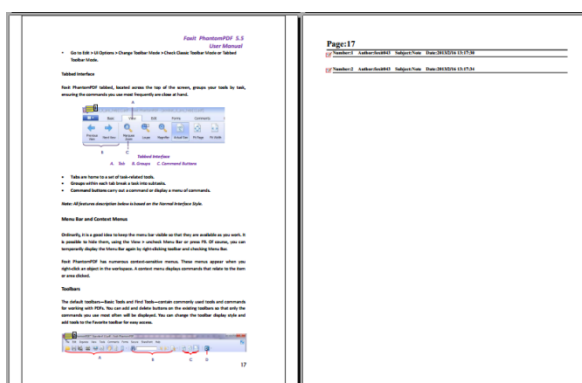 Foxit PhantomPDF 5.5
User Manual
• Go to Edit > UI Options > Change Toolbar Mode > Check Classic Toolbar Mode or Tabbed
Toolbar Mode.
Tabbed Interface
Foxit PhantomPDF tabbed, located across the top of the screen, groups your tools by task,
ensuring the commands you use most frequently are close at hand.
A
Basic View Edit Forms Comments
B
C
Tabbed Interface
A. Tab B. Groups C. Command Buttons
• Tabs are home to a set of task-related tools.
• Groups within each tab break a task into subtasks.
• Command buttons carry out a command or display a menu of commands.
Note: All features description below is based on the Normal Interface Style.
Menu Bar and Context Menus
Ordinarily, it is a good idea to keep the menu bar visible so that they are available as you work. It
is possible to hide them, using the View > uncheck Menu Bar or press F9. Of course, you can
temporarily display the Menu Bar again by right-clicking toolbar and checking Menu Bar.
Foxit PhantomPDF has numerous context-sensitive menus. These menus appear when you
right-click an object in the workspace. A context menu displays commands that relate to the item
or area clicked.
Toolbars
The default toolbars—Basic Tools and Find Tools—contain commonly used tools and commands
for working with PDFs. You can add and delete buttons on the existing toolbars so that only the
commands you use most often will be displayed. You can change the toolbar display style and
add tools to the Favorite toolbar for easy access.
A B C D
17
Page:17
Number:1 Author:foxit043 Subject:Note Date:2013/2/16 13:17:30
Number:2 Author:foxit043 Subject:Note Date:2013/2/16 13:17:34